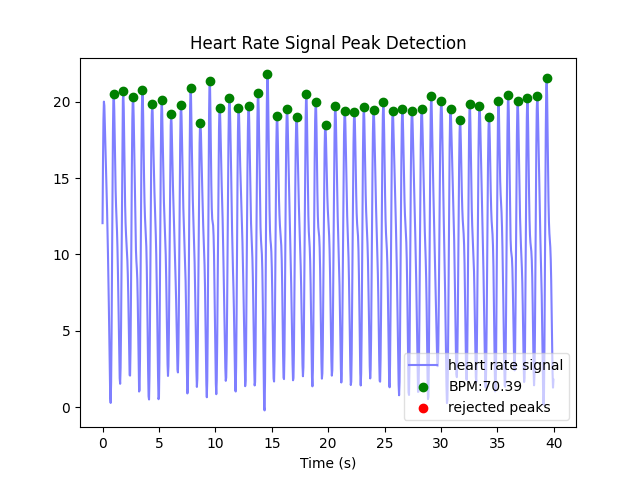 Heart Rate Signal Peak Detection
20
15
10
5
0
heart rate signal
BPM:70.39
rejected peaks
0 5 10 15 20 25 30 35 40
Time (s)